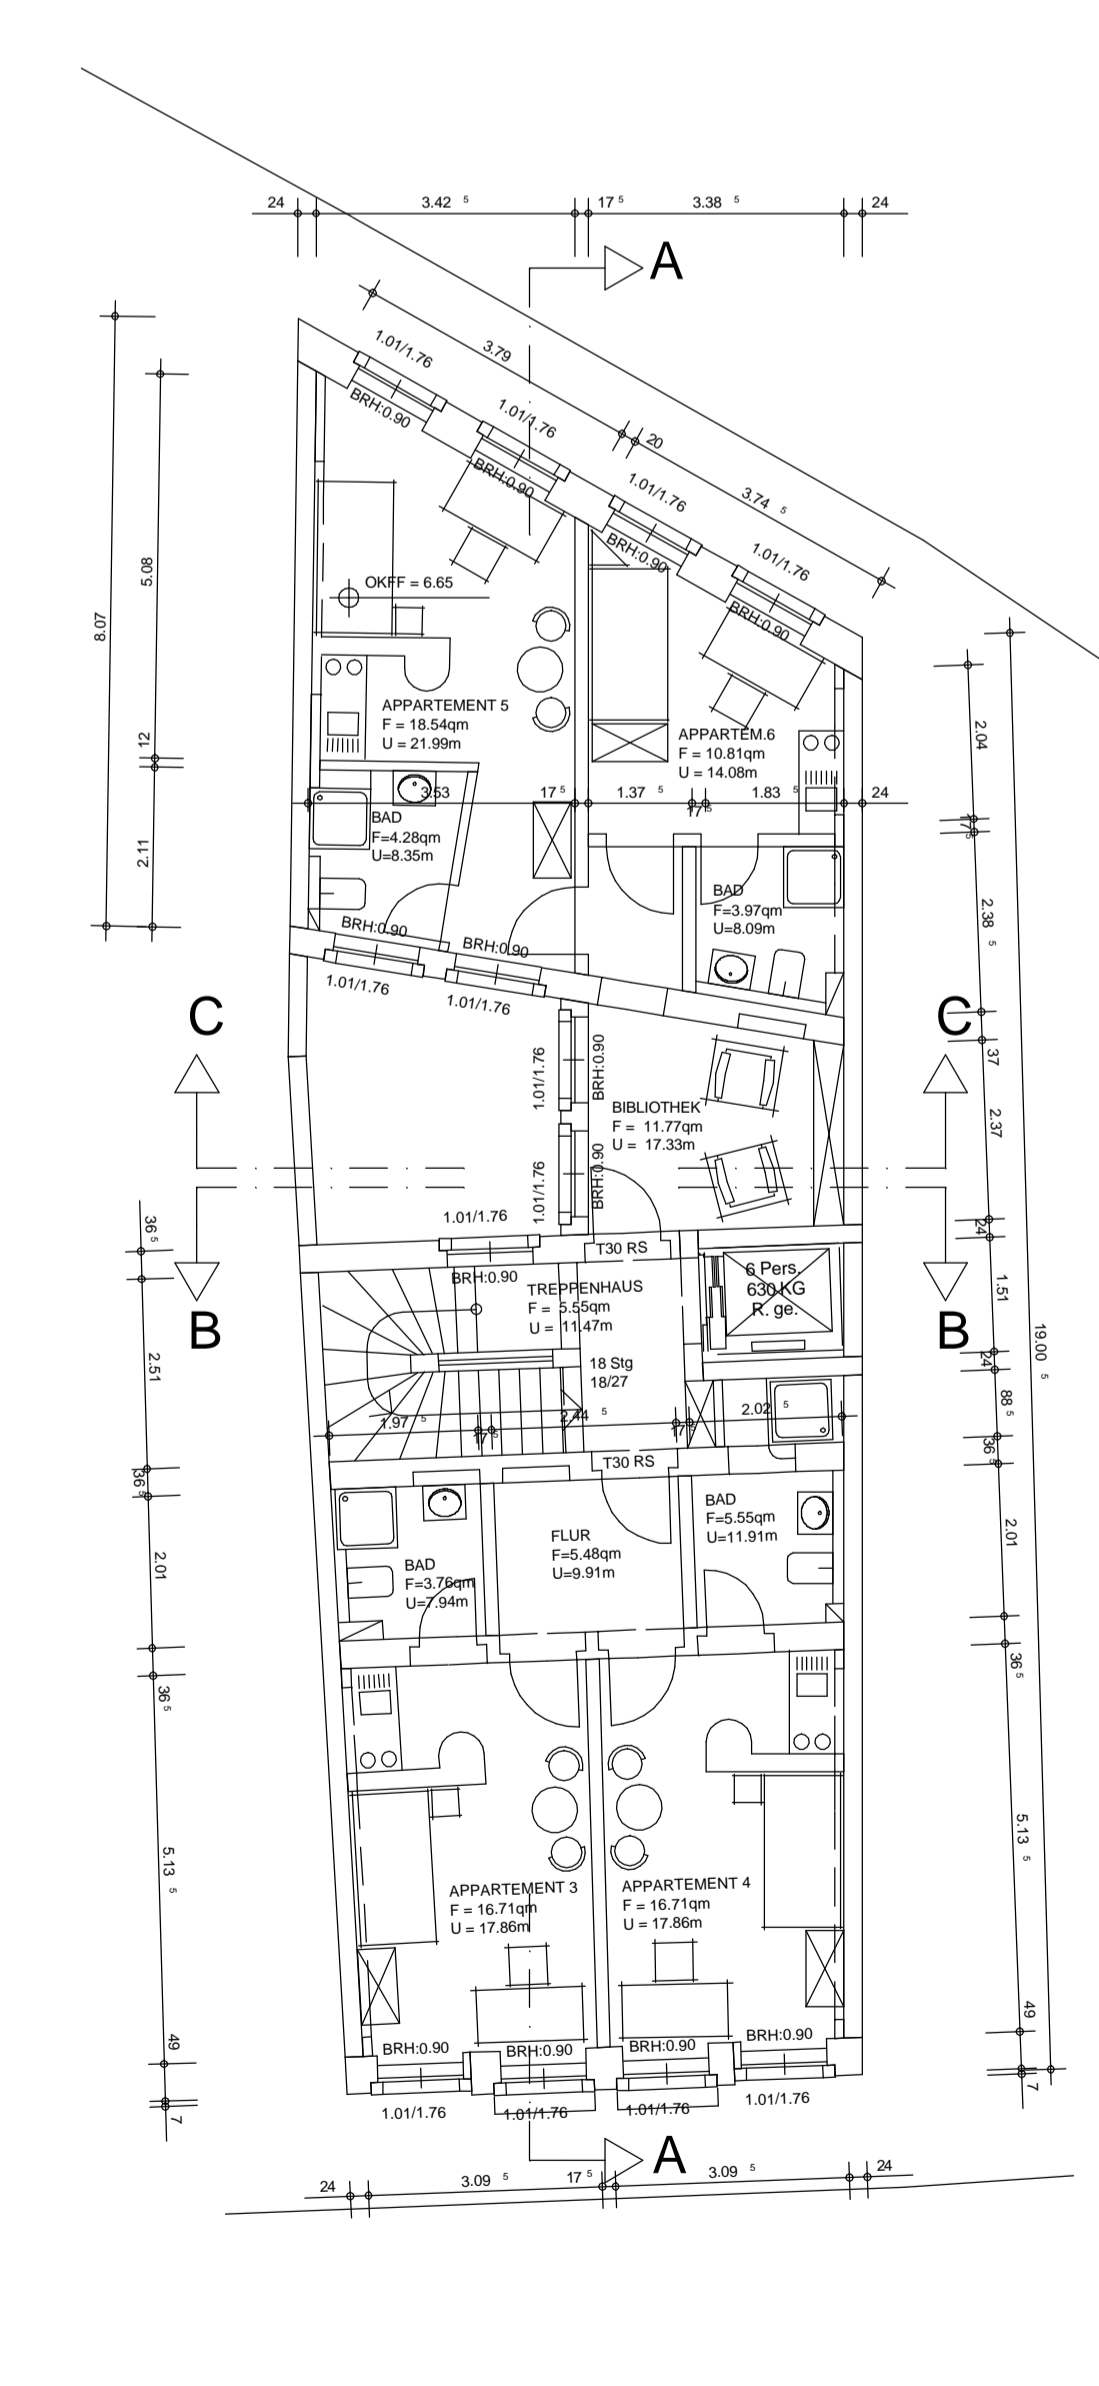 24
3.42 5
17 5
3.38 5
24
A
1.01/1.76
3.79
BRH:0.90
1.01/1.76
20
BRH:0.90
1.01/1.76
3.74 5
BRH:0.90
1.01/1.76
BRH:0.90
5.08
8.07
OKFF = 6.65
APPARTEMENT 5
F = 18.54qm
U = 21.99m
APPARTEM.6
F = 10.81qm
U = 14.08m
2.04
12
3.53
17 5
1.37 5
17 5
1.83 5
24
17 5
BAD
F=4.28qm
U=8.35m
2.11
BAD
F=3.97qm
U=8.09m
2.38 5
BRH:0.90
BRH:0.90
1.01/1.76
1.01/1.76
C
C
1.01/1.76
BRH:0.90
37
BIBLIOTHEK
F = 11.77qm
U = 17.33m
2.37
1.01/1.76
BRH:0.90
36 5
1.01/1.76
T30 RS
24
BRH:0.90
TREPPENHAUS
F = 5.55qm
U = 11.47m
6 Pers.
630 KG
R. ge.
1.51
B
B
19.00 5
2.51
18 Stg
18/27
24
88 5
1.97 5
17 5
2.44 5
17 5
2.02 5
36 5
T30 RS
36 5
BAD
F=5.55qm
U=11.91m
FLUR
F=5.48qm
U=9.91m
2.01
2.01
BAD
F=3.76qm
U=7.94m
36 5
36 5
5.13 5
5.13 5
APPARTEMENT 3
F = 16.71qm
U = 17.86m
APPARTEMENT 4
F = 16.71qm
U = 17.86m
49
49
BRH:0.90
BRH:0.90
BRH:0.90
BRH:0.90
7
7
1.01/1.76
1.01/1.76
1.01/1.76
1.01/1.76
A
24
3.09 5
17 5
3.09 5
24